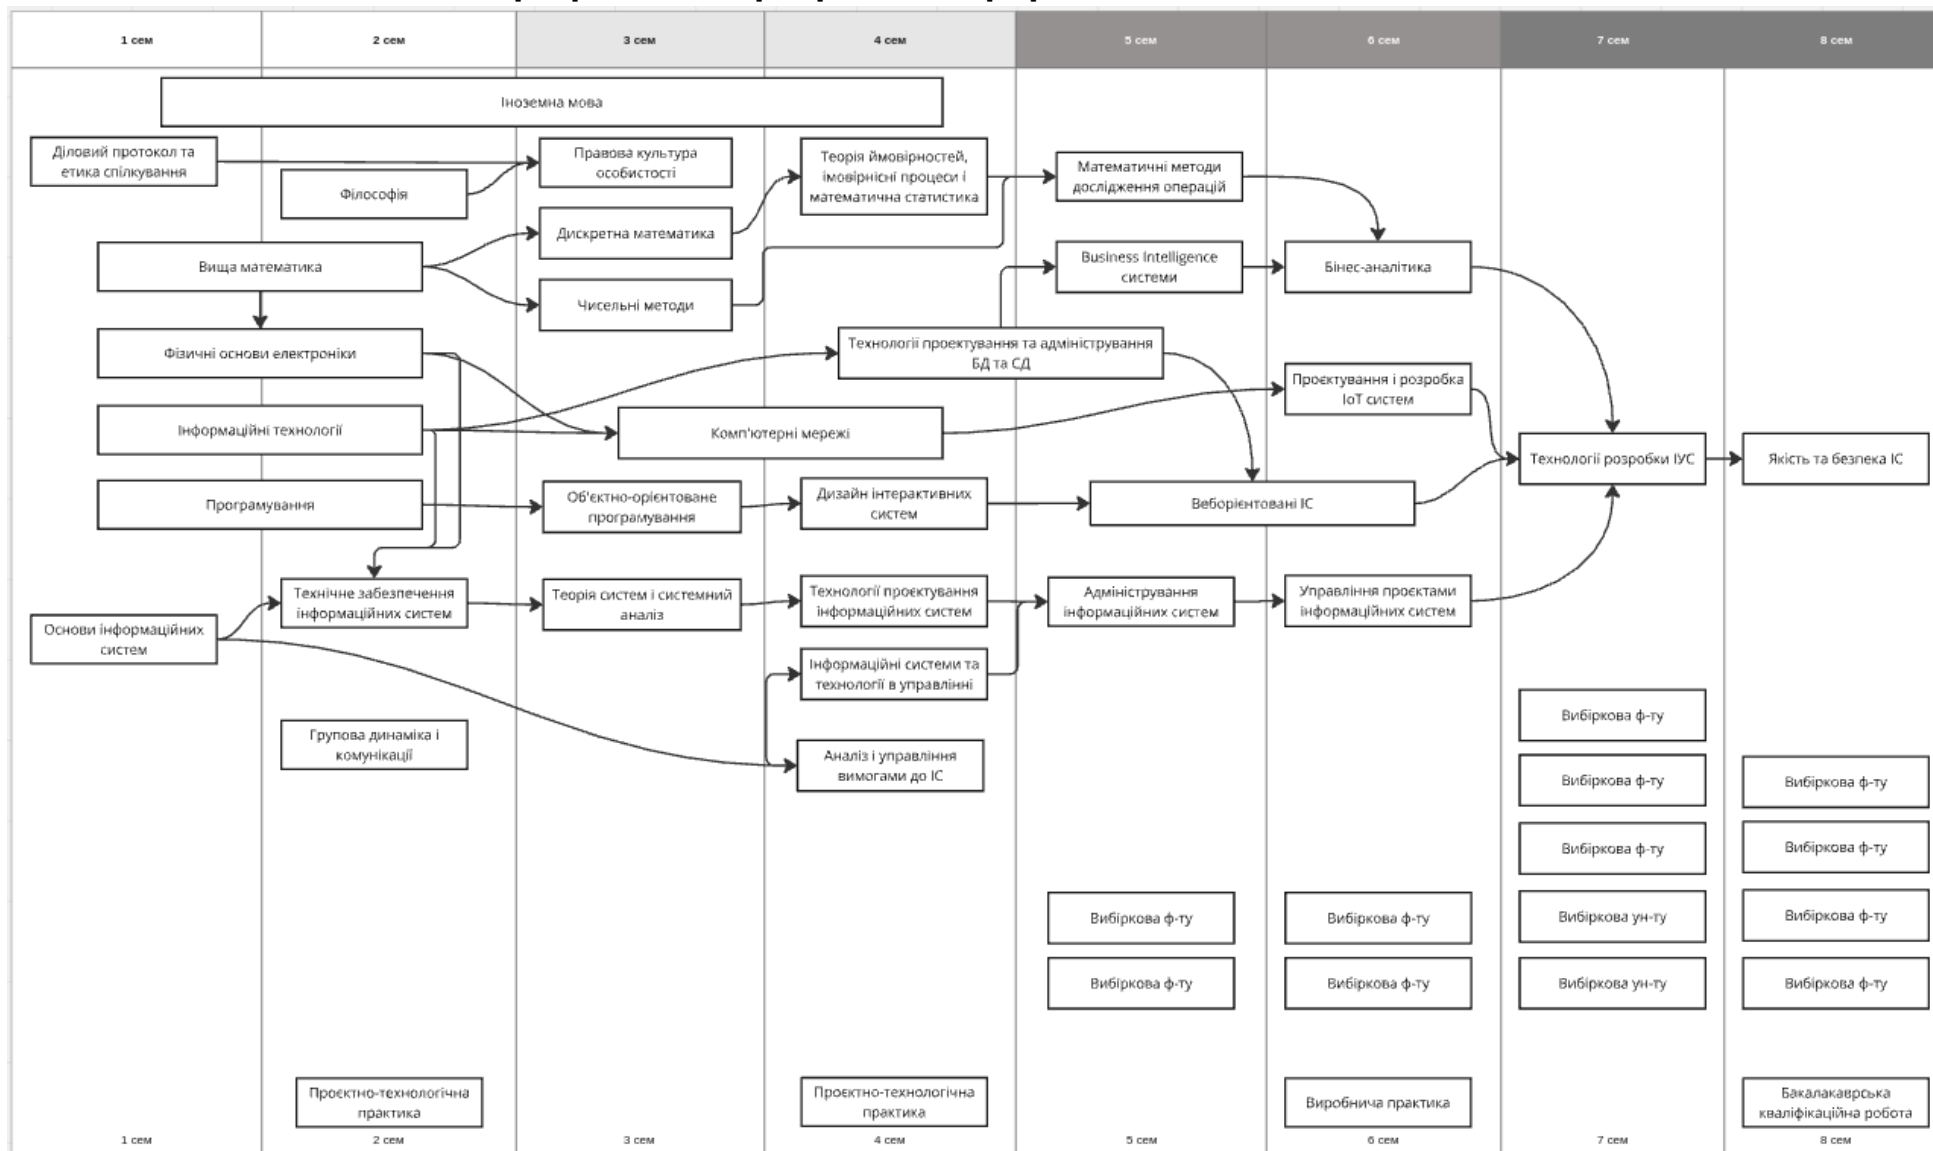 1 сем
2 сем
3 сем
4 сем
5 сем
6 сем
7 сем
8 сем
Іноземна мова
Діловий протокол та
етика спілкування
Філософія
Правова культура
особистості
Теорія ймовірностей,
імовірнісні процеси і
математична статистика
Математичні методи
дослідження операцій
Дискретна математика
Вища математика
Business Intelligence
системи
Бінес-аналітика
Чисельні методи
Фізичні основи електроніки
Технології проектування та адміністрування
БД та СД
Проєктування і розробка
ІоТ систем
Інформаційні технології
Комп'ютерні мережі
Технології розробки ІУС
Якість та безпека ІС
Програмування
Об'єктно-орієнтоване
програмування
Дизайн інтерактивних
систем
Веборієнтовані ІС
Технічне забезпечення
інформаційних систем
Теорія систем і системний
аналіз
Технології проєктування
інформаційних систем
Адміністрування
інформаційних систем
Управління проєктами
інформаційних систем
Основи інформаційних
систем
Інформаційні системи та
технології в управлінні
Групова динаміка і
комунікації
Аналіз і управління
вимогами до ІС
Вибіркова ф-ту
Вибіркова ф-ту
Вибіркова ф-ту
Вибіркова ф-ту
Вибіркова ф-ту
Вибіркова ф-ту
Вибіркова ф-ту
Вибіркова ун-ту
Вибіркова ф-ту
Вибіркова ф-ту
Вибіркова ф-ту
Вибіркова ун-ту
Вибіркова ф-ту
Проєктно-технологічна
практика
Проєктно-технологічна
практика
Виробнича практика
Бакалакаврська
кваліфікаційна робота
1 сем
2 сем
3 сем
4 сем
5 сем
6 сем
7 сем
8 сем